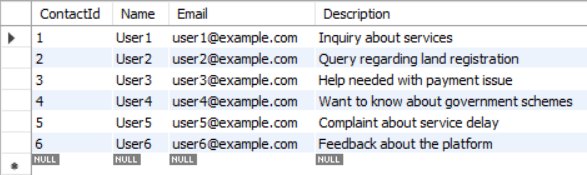 ContactId Name Email Description
1 User1 user1@example.com Inquiry about services
2 User2 user2@example.com Query regarding land registration
3 User3 user3@example.com Help needed with payment issue
4 User4 user4@example.com Want to know about government schemes
5 User5 user5@example.com Complaint about service delay
6 User6 user6@example.com Feedback about the platform
NULL NULL NULL NULL